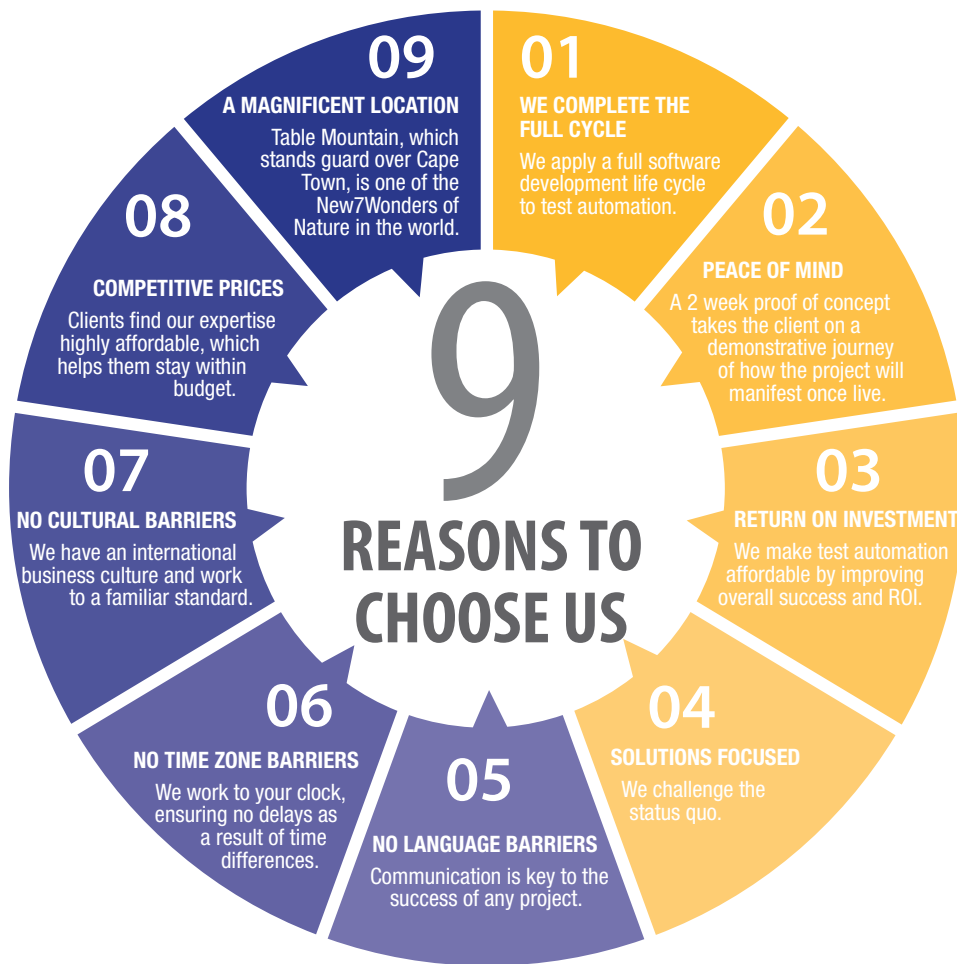 9
REASONS TO
CHOOSE US
01
WE COMPLETE THE
FULL CYCLE
We apply a full software
development life cycle
to test automation.
02
PEACE OF MIND
A 2 week proof of concept
takes the client on a
demonstrative journey
of how the project will
manifest once live.
03
RETURN ON INVESTMENT
We make test automation
affordable by improving
overall success and ROI.
04
SOLUTIONS FOCUSED
We challenge the
status quo.
05
NO LANGUAGE BARRIERS
Communication is key to the
success of any project.
06
NO TIME ZONE BARRIERS
We work to your clock,
ensuring no delays as
a result of time
differences.
07
NO CULTURAL BARRIERS
We have an international
business culture and work
to a familiar standard.
08
COMPETITIVE PRICES
Clients find our expertise
highly affordable, which
helps them stay within
budget.
09
A MAGNIFICENT LOCATION
Table Mountain, which
stands guard over Cape
Town, is one of the
New7Wonders of
Nature in the world.